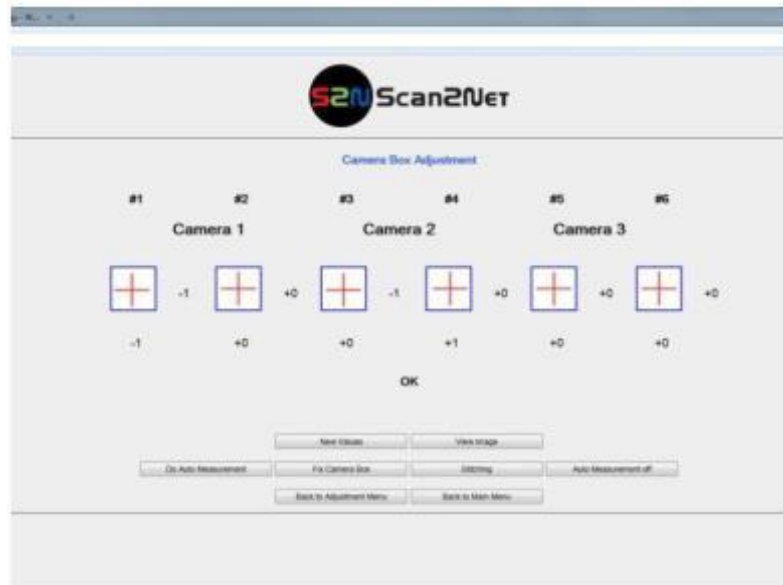 S2N Scan2Net
Camera Box Adjustment
#1 #2 #3 #4 #5 #6
Camera 1 Camera 2 Camera 3
-1 +0 -1 +0 +0 +0
-1 +0 +0 +1 +0 +0
OK
New Values View Image
Do Auto Measurement Fix Camera Box Stitching Auto Measurement off
Back to Adjustment Menu Back to Main Menu